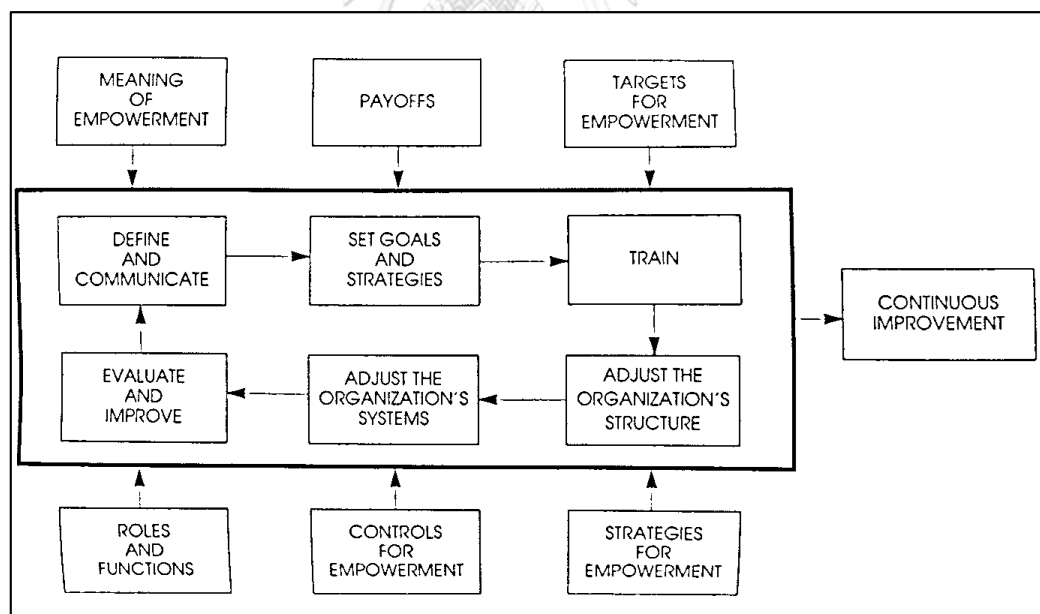 MEANING
OF
EMPOWERMENT
PAYOFFS
TARGETS
FOR
EMPOWERMENT
DEFINE
AND
COMMUNICATE
SET GOALS
AND
STRATEGIES
TRAIN
CONTINUOUS
IMPROVEMENT
EVALUATE
AND
IMPROVE
ADJUST THE
ORGANIZATION'S
SYSTEMS
ADJUST THE
ORGANIZATION'S
STRUCTURE
ROLES
AND
FUNCTIONS
CONTROLS
FOR
EMPOWERMENT
STRATEGIES
FOR
EMPOWERMENT